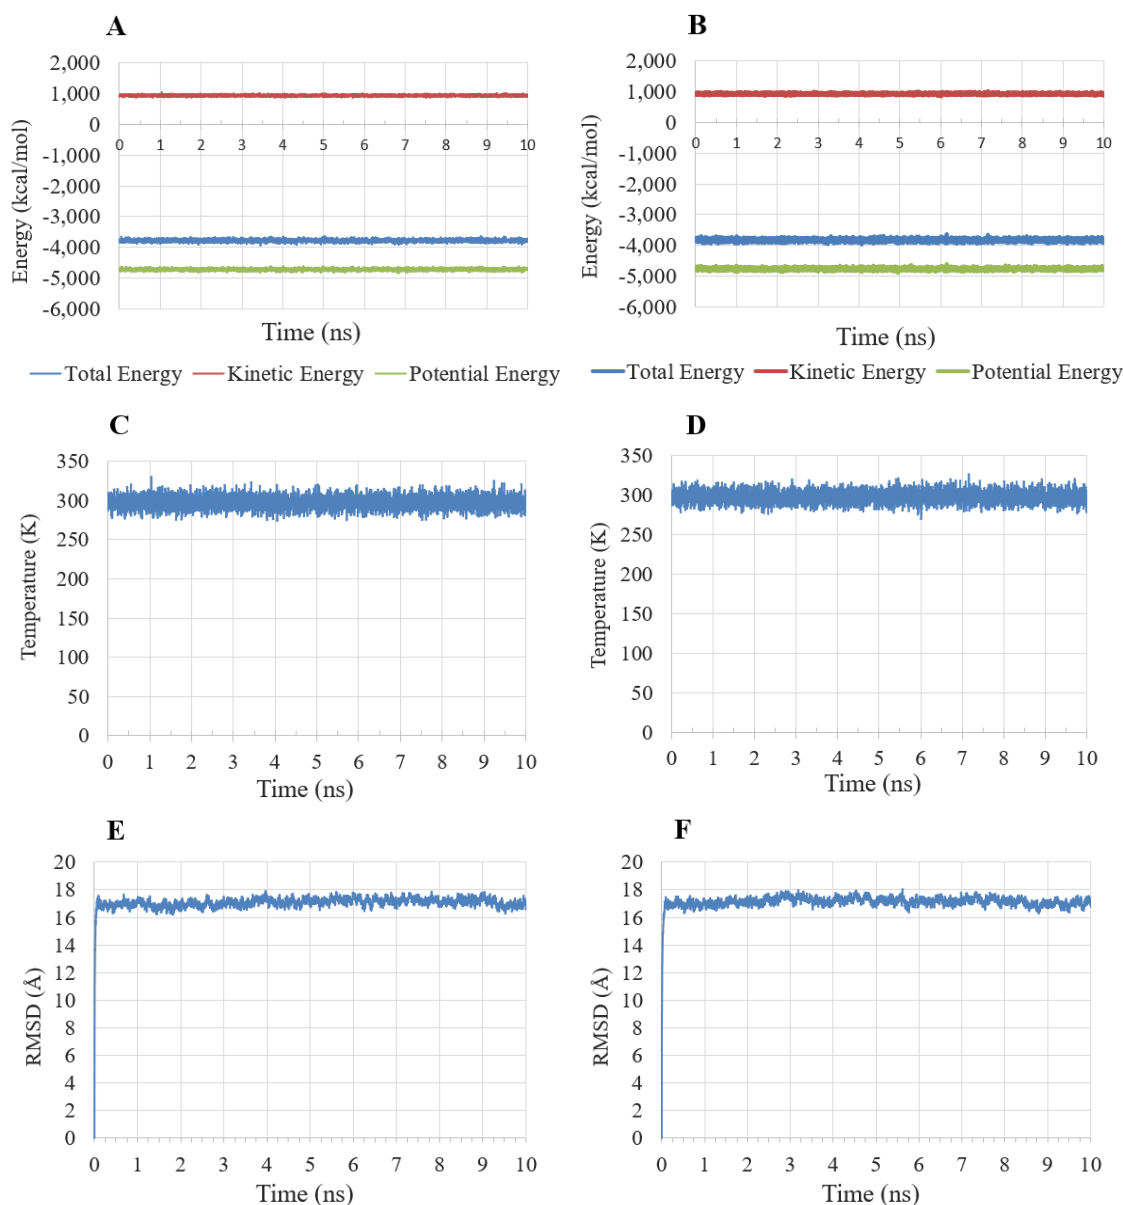 A
2,000
1,000
0
-1,000
-2,000
-3,000
-4,000
-5,000
-6,000
0 1 2 3 4 5 6 7 8 9 10
Energy (kcal/mol)
Time (ns)
Total Energy Kinetic Energy Potential Energy
B
2,000
1,000
0
-1,000
-2,000
-3,000
-4,000
-5,000
-6,000
0 1 2 3 4 5 6 7 8 9 10
Energy (kcal/mol)
Time (ns)
Total Energy Kinetic Energy Potential Energy
C
350
300
250
200
150
100
50
0
0 1 2 3 4 5 6 7 8 9 10
Temperature (K)
Time (ns)
D
350
300
250
200
150
100
50
0
0 1 2 3 4 5 6 7 8 9 10
Temperature (K)
Time (ns)
E
20
18
16
14
12
10
8
6
4
2
0
0 1 2 3 4 5 6 7 8 9 10
RMSD (Å)
Time (ns)
F
20
18
16
14
12
10
8
6
4
2
0
0 1 2 3 4 5 6 7 8 9 10
RMSD (Å)
Time (ns)